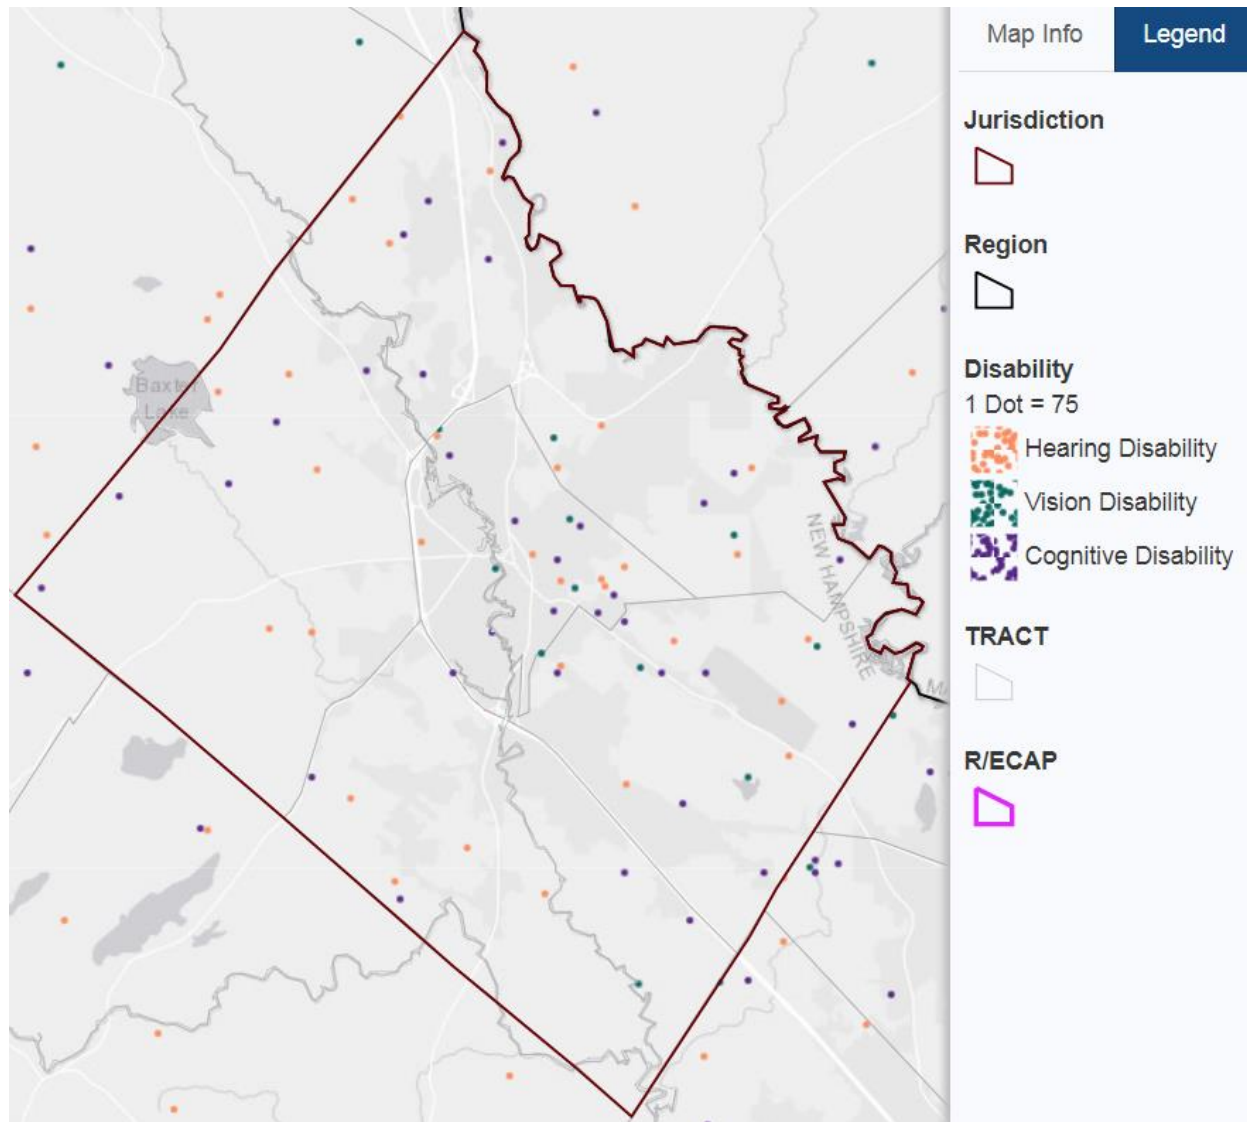 Map Info
Legend
Jurisdiction
Region
Disability
1 Dot = 75
Hearing Disability
Vision Disability
Cognitive Disability
TRACT
R/ECAP
Baxter
Lake
NEW HAMPSHIRE